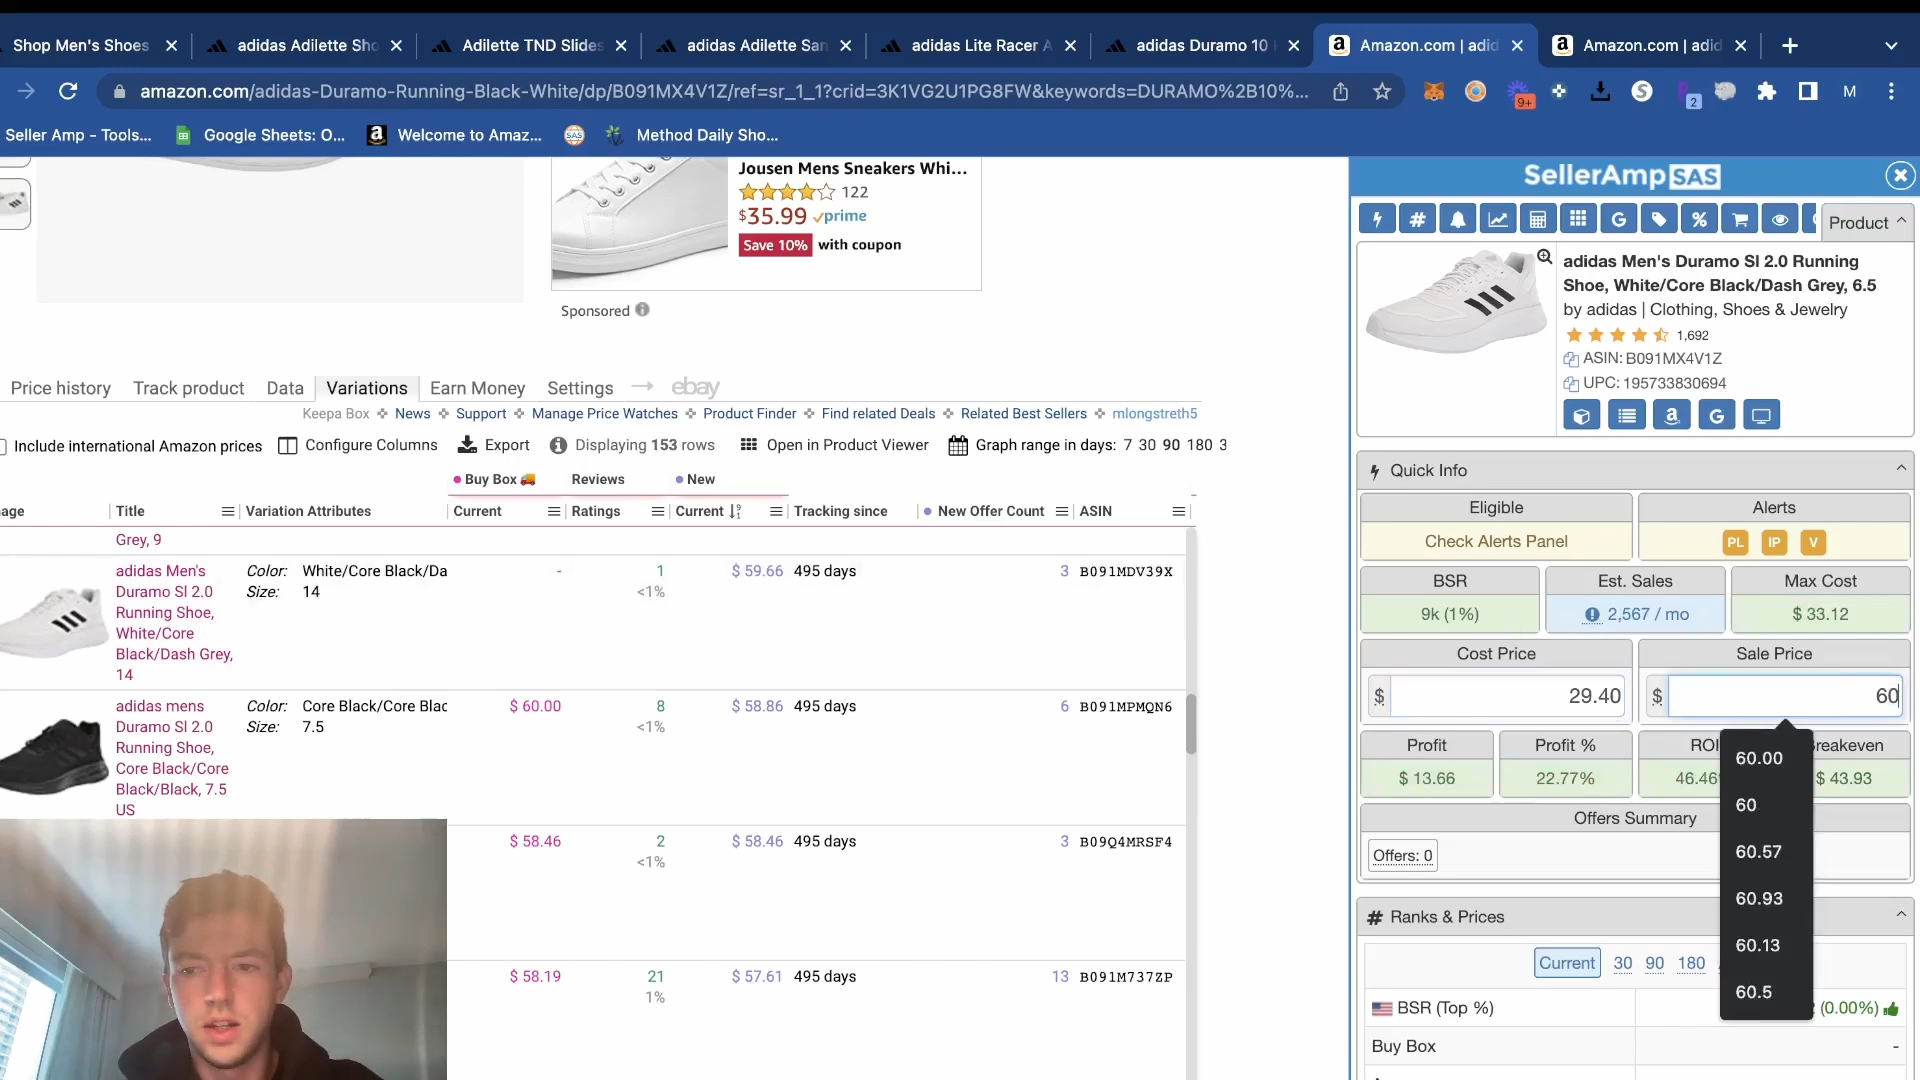 Shop Men's Shoes
adidas Adilette Sho
Adilette TND Slides
adidas Adilette San
adidas Lite Racer A
adidas Duramo 10
Amazon.com | adid
Amazon.com | adid
amazon.com/adidas-Duramo-Running-Black-White/dp/B091MX4V1Z/ref=sr_1_1?crid=3K1VG2U1PG8FW&keywords=DURAMO%2B10%...
9+
2
M
Seller Amp - Tools...
Google Sheets: O...
Welcome to Amaz...
SAS
Method Daily Sho...
Jousen Mens Sneakers Whi...
122
$35.99 prime
Save 10% with coupon
Sponsored
Price history
Track product
Data
Variations
Earn Money
Settings
ebay
Keepa Box
News
Support
Manage Price Watches
Product Finder
Find related Deals
Related Best Sellers
mlongstreth5
Include international Amazon prices
Configure Columns
Export
Displaying 153 rows
Open in Product Viewer
Graph range in days: 7 30 90 180 3
Buy Box
Reviews
New
age
Title
Variation Attributes
Current
Ratings
Current
Tracking since
New Offer Count
ASIN
Grey, 9
adidas Men's
Duramo Sl 2.0
Running Shoe,
White/Core
Black/Dash Grey,
14
Color: White/Core Black/Da
Size: 14
-
1
<1%
$ 59.66
495 days
3
B091MDV39X
adidas mens
Duramo Sl 2.0
Running Shoe,
Core Black/Core
Black/Black, 7.5
US
Color: Core Black/Core Blac
Size: 7.5
$ 60.00
8
<1%
$ 58.86
495 days
6
B091MPMQN6
$ 58.46
2
<1%
$ 58.46
495 days
3
B09Q4MRSF4
$ 58.19
21
1%
$ 57.61
495 days
13
B091M737ZP
SellerAmp SAS
Product
adidas Men's Duramo Sl 2.0 Running
Shoe, White/Core Black/Dash Grey, 6.5
by adidas | Clothing, Shoes & Jewelry
1,692
ASIN: B091MX4V1Z
UPC: 195733830694
Quick Info
Eligible
Alerts
Check Alerts Panel
PL IP V
BSR
Est. Sales
Max Cost
9k (1%)
2,567 / mo
$ 33.12
Cost Price
Sale Price
$ 29.40
$ 60
Profit
Profit %
ROI
Breakeven
$ 13.66
22.77%
46.46
$ 43.93
60.00
60
60.57
60.93
60.13
60.5
Offers Summary
Offers: 0
Ranks & Prices
Current 30 90 180
BSR (Top %)
(0.00%)
Buy Box
-